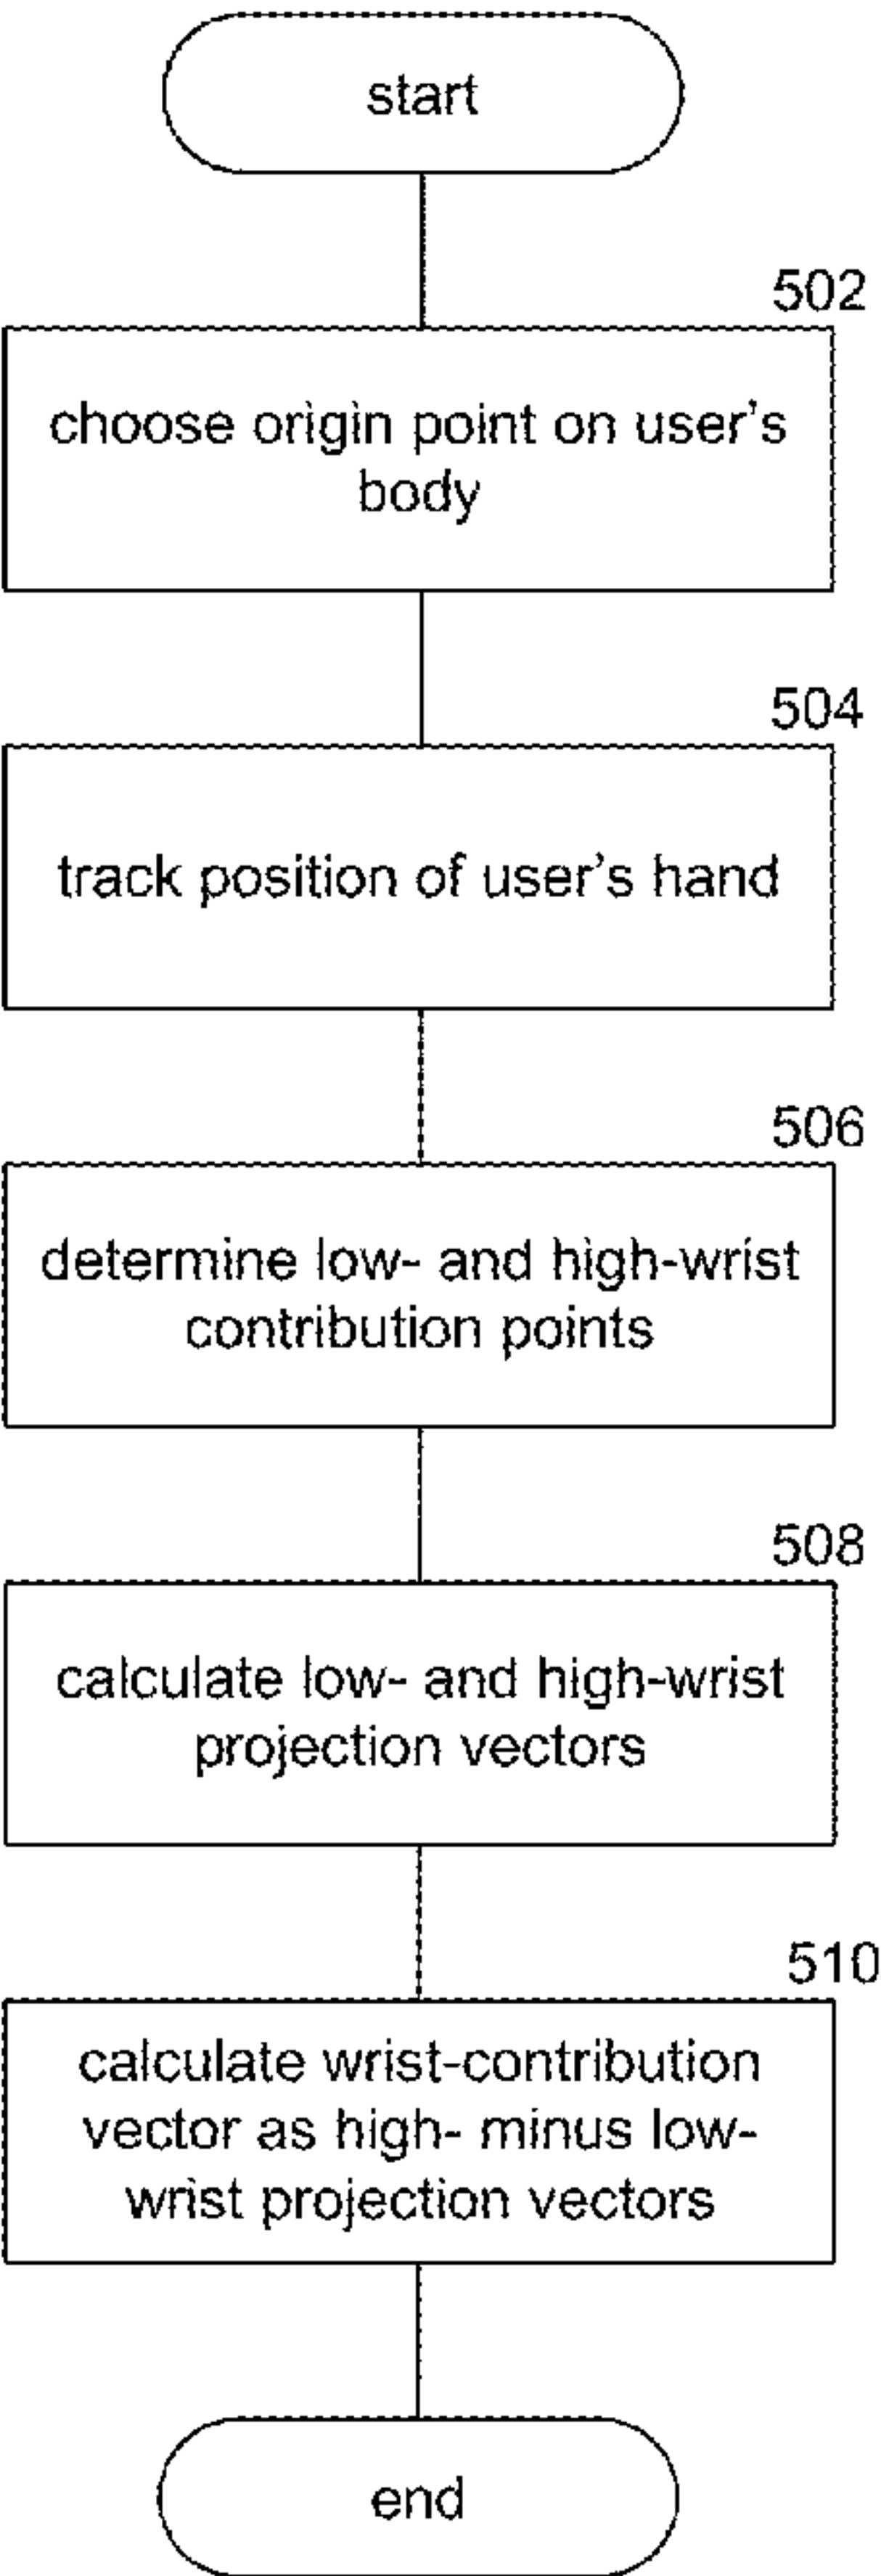 start
502
choose origin point on user's
body
504
track position of user's hand
506
determine low- and high-wrist
contribution points
508
calculate low- and high-wrist
projection vectors
510
calculate wrist-contribution
vector as high- minus low-
wrist projection vectors
end